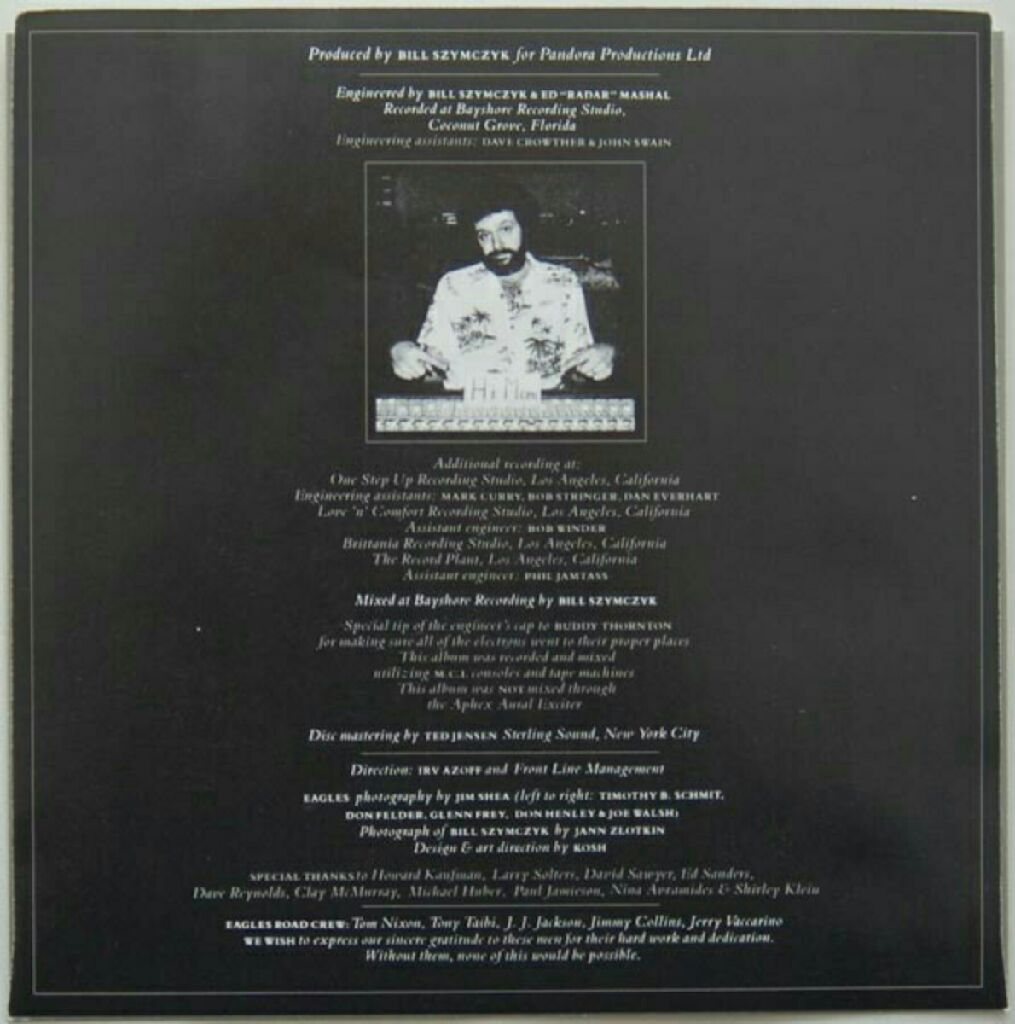 Produced by BILL SZYMCZYK for Pandora Productions Ltd
Engineered by BILL SZYMCZYK & ED "RADAR" MASHAL
Recorded at Bayshore Recording Studio,
Coconut Grove, Florida
Engineering assistants: DAVE CROWTHER & JOHN SWAIN
Hi Mom
Additional recording at:
One Step Up Recording Studio, Los Angeles, California
Engineering assistants: MARK CURRY, BOB STRINGER, DAN EVERHART
Love 'n' Comfort Recording Studio, Los Angeles, California
Assistant engineer: BOB WINDER
Brittania Recording Studio, Los Angeles, California
The Record Plant, Los Angeles, California
Assistant engineer: PHIL JAMTASS
Mixed at Bayshore Recording by BILL SZYMCZYK
Special tip of the engineer's cap to BUDDY THORNTON
for making sure all of the electrons went to their proper places
This album was recorded and mixed
utilizing M.C.I. consoles and tape machines
This album was NOT mixed through
the Aphex Aural Exciter
Disc mastering by TED JENSEN Sterling Sound, New York City
Direction: IRV AZOFF and Front Line Management
EAGLES photography by JIM SHEA (left to right: TIMOTHY B. SCHMIT,
DON FELDER, GLENN FREY, DON HENLEY & JOE WALSH)
Photograph of BILL SZYMCZYK by JANN ZLOTKIN
Design & art direction by KOSH
SPECIAL THANKS to Howard Kaufman, Larry Solters, David Sawyer, Ed Sanders,
Dave Reynolds, Clay McMurray, Michael Huber, Paul Jamieson, Nina Avramides & Shirley Klein
EAGLES ROAD CREW: Tom Nixon, Tony Taibi, J. J. Jackson, Jimmy Collins, Jerry Vaccarino
WE WISH to express our sincere gratitude to these men for their hard work and dedication.
Without them, none of this would be possible.